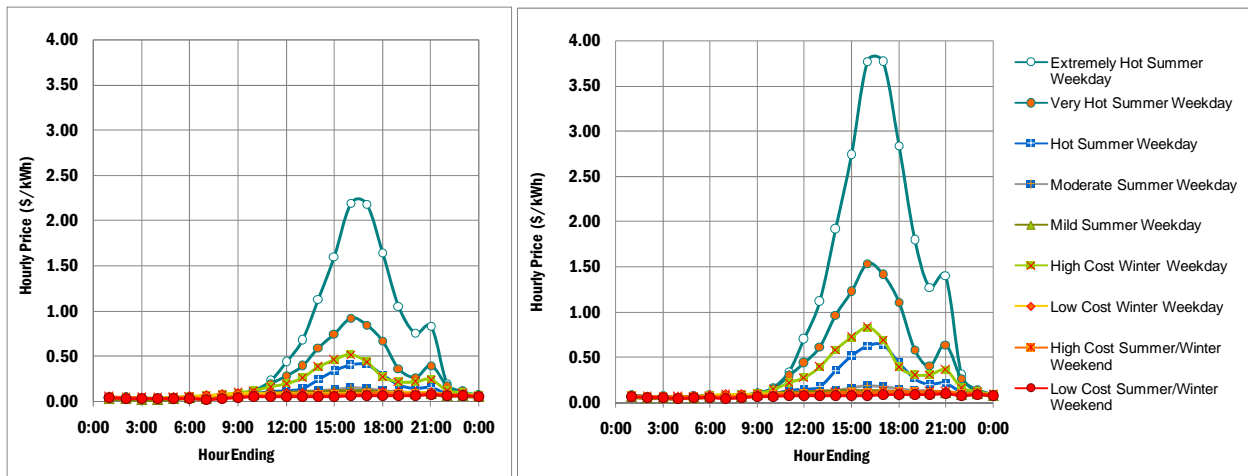 4.00
3.50
3.00
2.50
2.00
1.50
1.00
0.50
0.00
Hourly Price ($/kWh)
0:00 3:00 6:00 9:00 12:00 15:00 18:00 21:00 0:00
Hour Ending
4.00
3.50
3.00
2.50
2.00
1.50
1.00
0.50
0.00
Hourly Price ($/kWh)
0:00 3:00 6:00 9:00 12:00 15:00 18:00 21:00 0:00
Hour Ending
Extremely Hot Summer
Weekday
Very Hot Summer Weekday
Hot Summer Weekday
Moderate Summer Weekday
Mild Summer Weekday
High Cost Winter Weekday
Low Cost Winter Weekday
High Cost Summer/Winter
Weekend
Low Cost Summer/Winter
Weekend